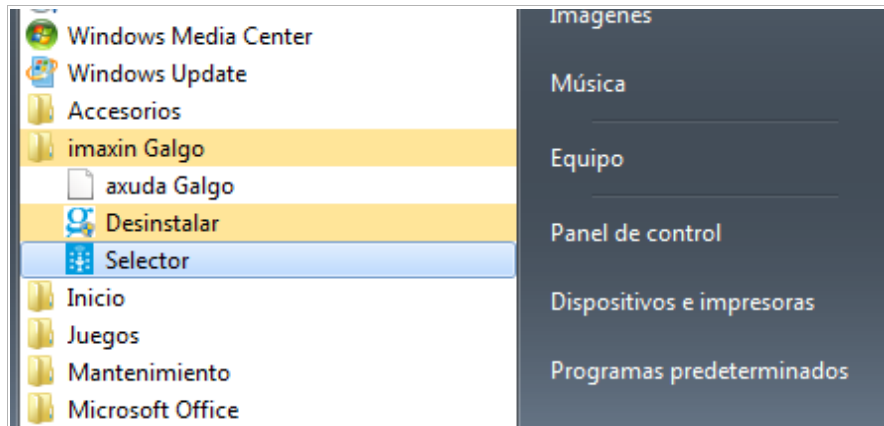 Windows Media Center
Windows Update
Accesorios
imaxin Galgo
axuda Galgo
Desinstalar
Selector
Inicio
Juegos
Mantenimiento
Microsoft Office
Imágenes
Música
Equipo
Panel de control
Dispositivos e impresoras
Programas predeterminados